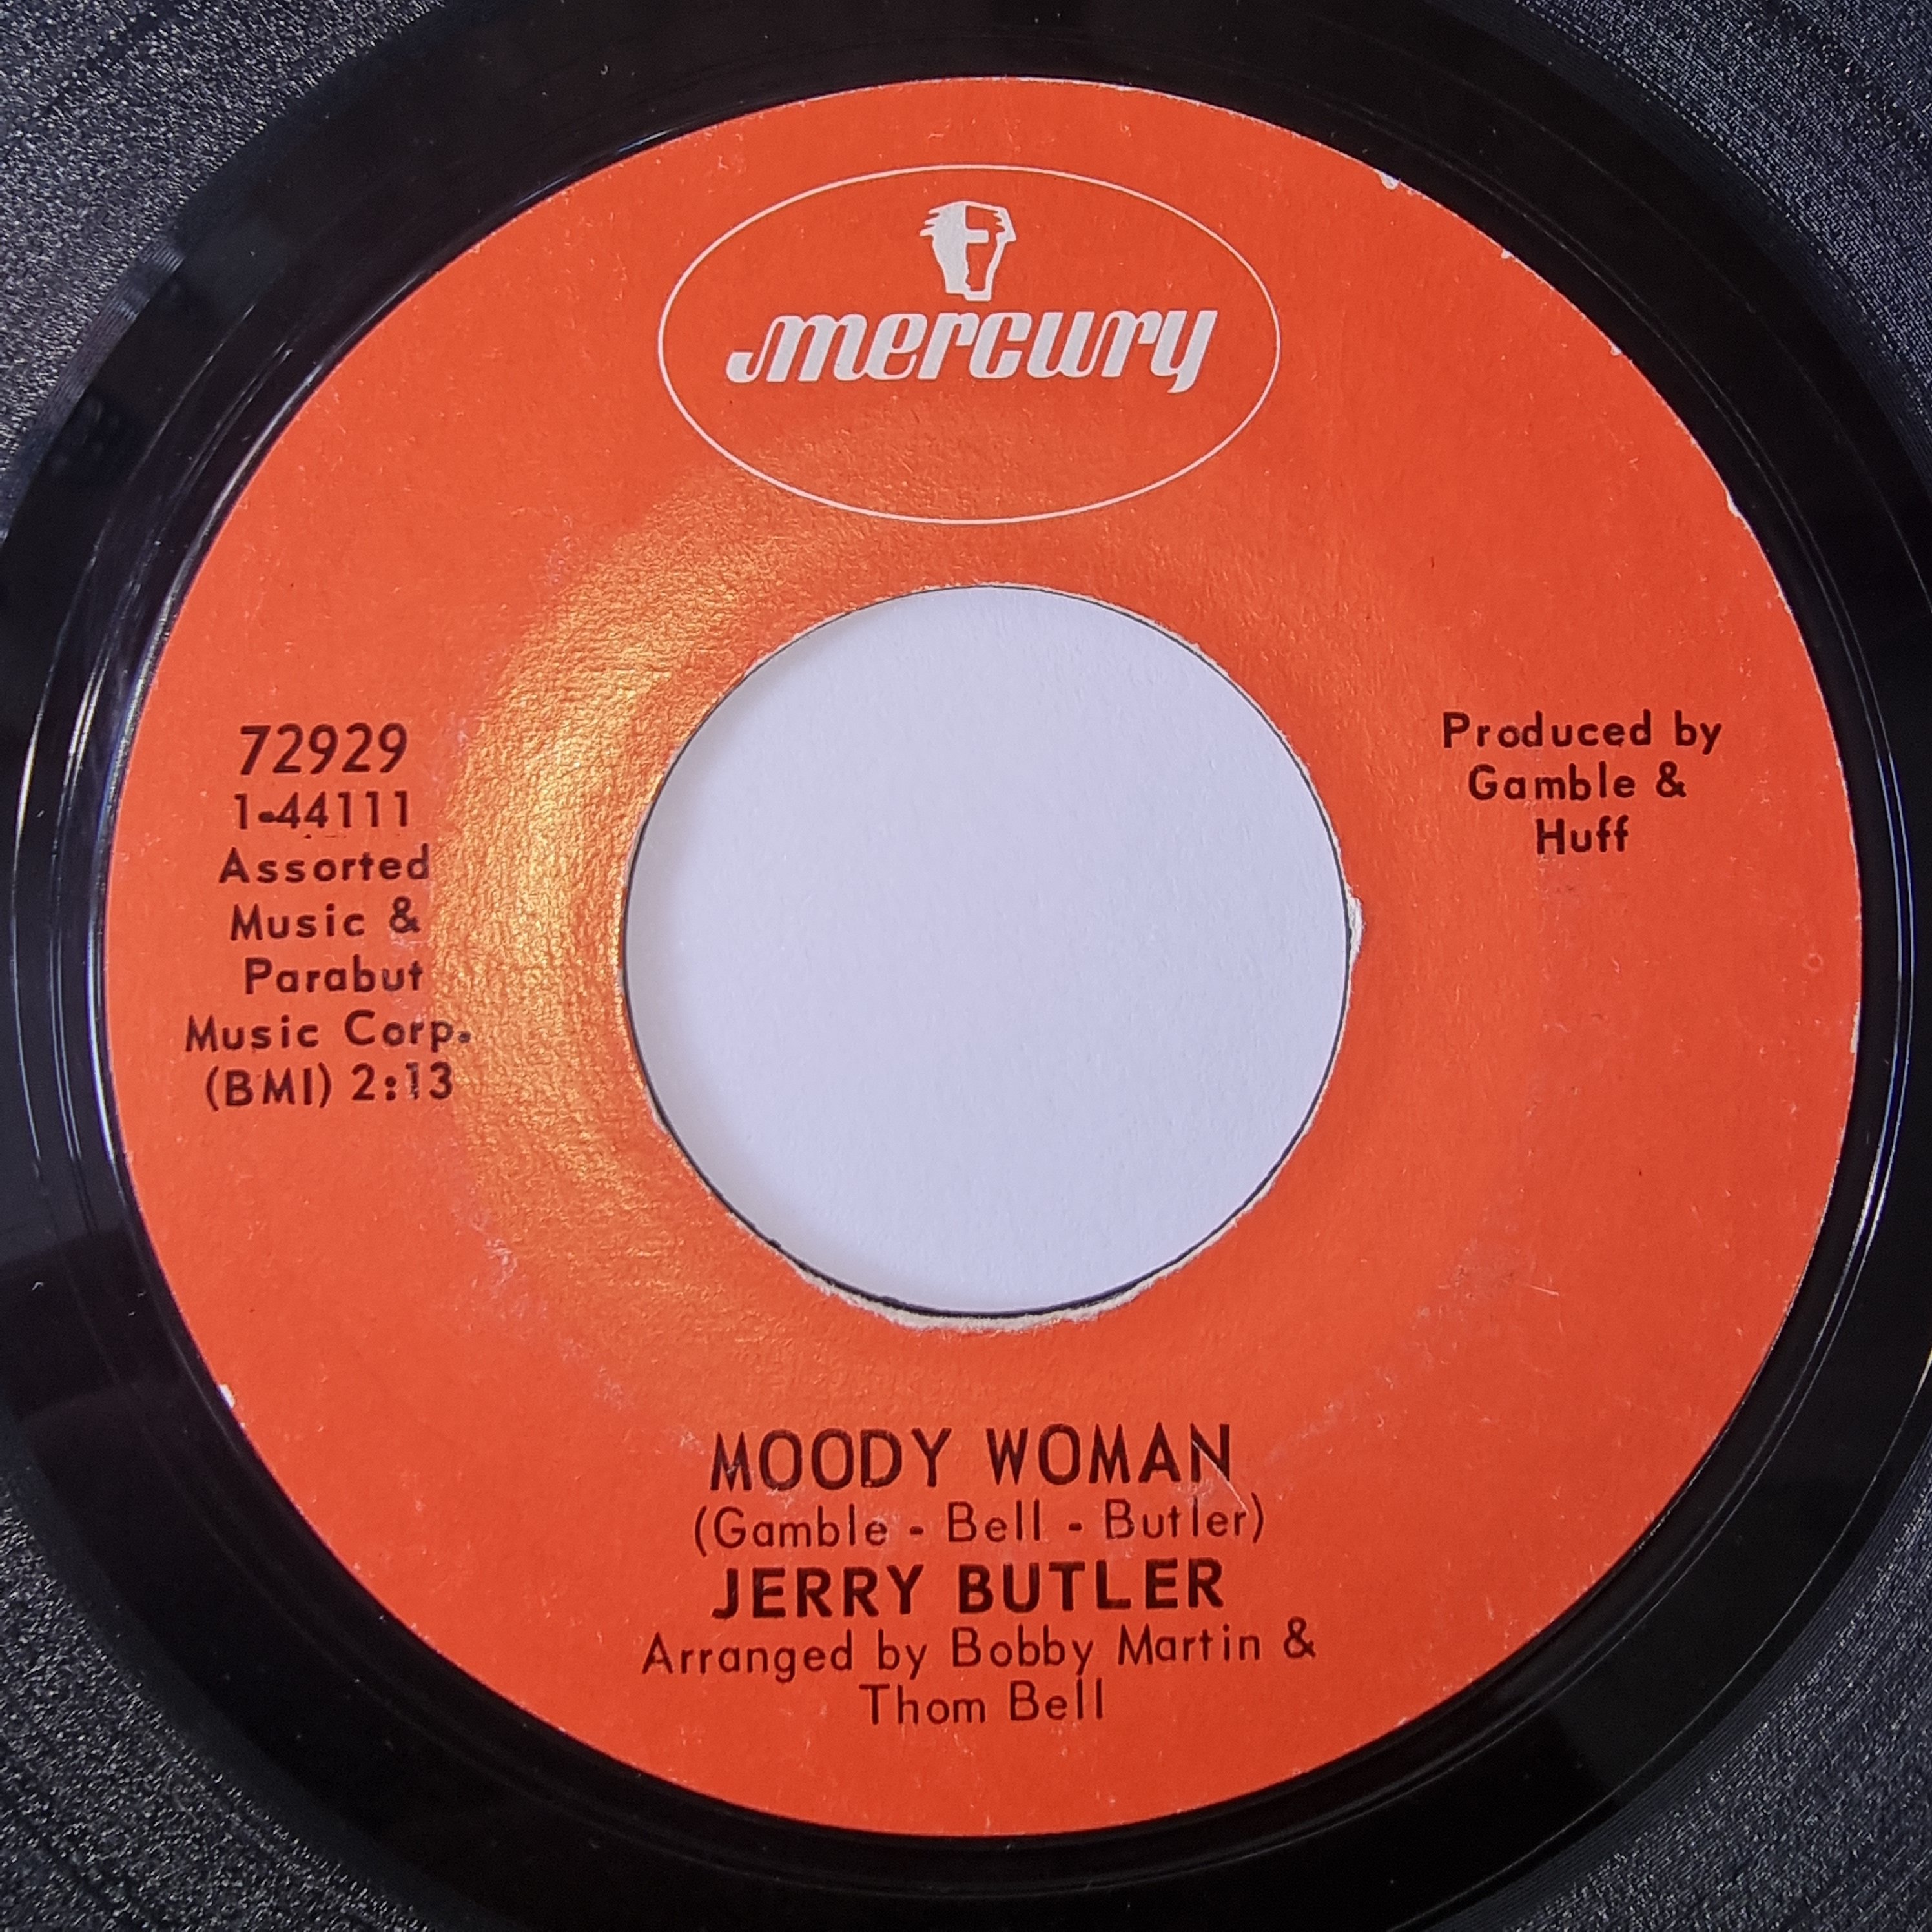 mercury
72929
1-44111
Assorted
Music &
Parabut
Music Corp.
(BMI) 2:13
Produced by
Gamble &
Huff
MOODY WOMAN
(Gamble - Bell - Butler)
JERRY BUTLER
Arranged by Bobby Martin &
Thom Bell